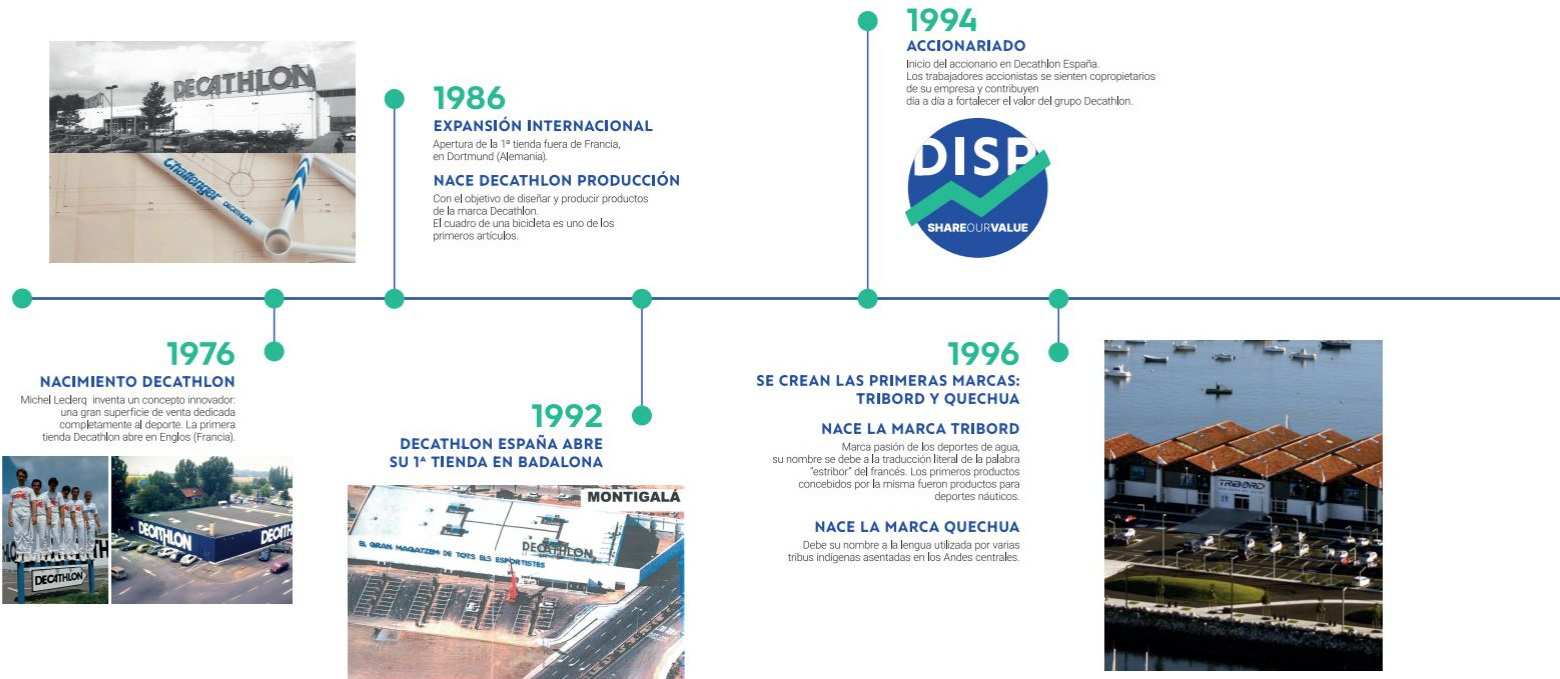 1976
NACIMIENTO DECATHLON
Michel Leclerq inventa un concepto innovador:
una gran superficie de venta dedicada
completamente al deporte. La primera
tienda Decathlon abre en Englos (Francia).
DECATHLON
DECATHLON
DECATHLON
DECATHLON
Challenger
DECATHLON
1986
EXPANSIÓN INTERNACIONAL
Apertura de la 1ª tienda fuera de Francia,
en Dortmund (Alemania).
NACE DECATHLON PRODUCCIÓN
Con el objetivo de diseñar y producir productos
de la marca Decathlon.
El cuadro de una bicicleta es uno de los
primeros artículos.
1992
DECATHLON ESPAÑA ABRE
SU 1ª TIENDA EN BADALONA
MONTIGALÁ
DECATHLON
EL GRAN MAGATZEM DE TOTS ELS ESPORTISTES
1994
ACCIONARIADO
Inicio del accionario en Decathlon España.
Los trabajadores accionistas se sienten copropietarios
de su empresa y contribuyen
día a día a fortalecer el valor del grupo Decathlon.
DISP
SHAREOURVALUE
1996
SE CREAN LAS PRIMERAS MARCAS:
TRIBORD Y QUECHUA
NACE LA MARCA TRIBORD
Marca pasión de los deportes de agua,
su nombre se debe a la traducción literal de la palabra
"estribor" del francés. Los primeros productos
concebidos por la misma fueron productos para
deportes náuticos.
NACE LA MARCA QUECHUA
Debe su nombre a la lengua utilizada por varias
tribus indígenas asentadas en los Andes centrales.
TRIBORD